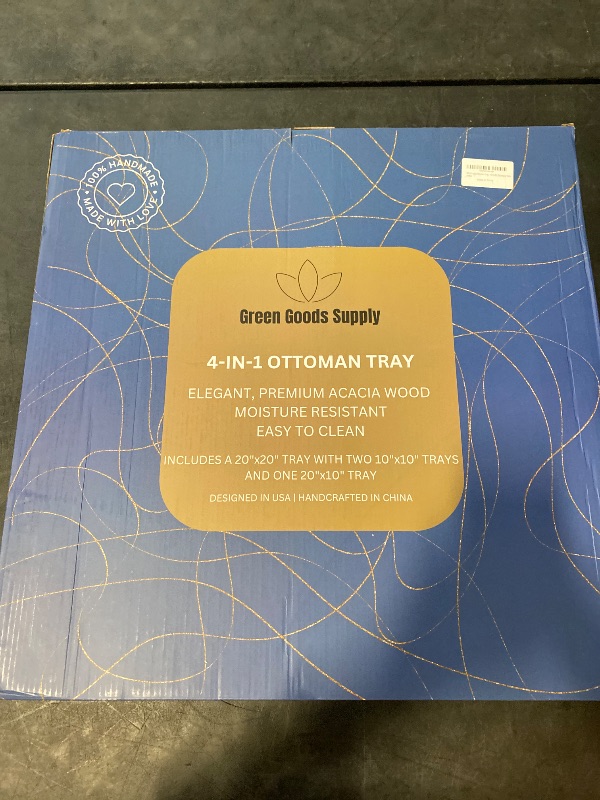 100% HANDMADE
MADE WITH LOVE
Green Goods Supply
4-IN-1 OTTOMAN TRAY
ELEGANT, PREMIUM ACACIA WOOD
MOISTURE RESISTANT
EASY TO CLEAN
INCLUDES A 20"x20" TRAY WITH TWO 10"x10" TRAYS
AND ONE 20"x10" TRAY
DESIGNED IN USA | HANDCRAFTED IN CHINA